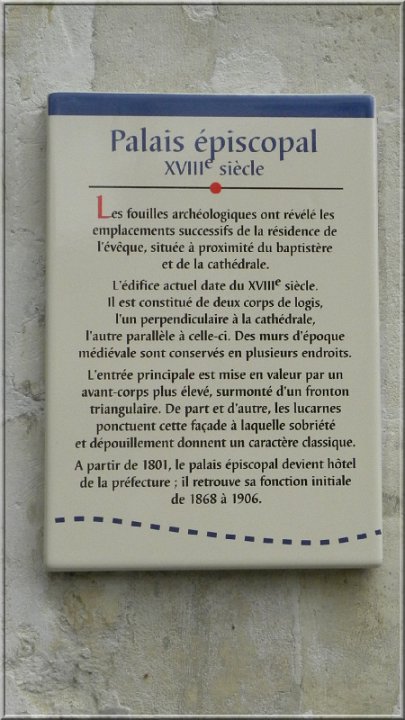 Palais épiscopal
XVIIIe siècle
Les fouilles archéologiques ont révélé les
emplacements successifs de la résidence de
l'évêque, située à proximité du baptistère
et de la cathédrale.
L'édifice actuel date du XVIIIe siècle.
Il est constitué de deux corps de logis,
l'un perpendiculaire à la cathédrale,
l'autre parallèle à celle-ci. Des murs d'époque
médiévale sont conservés en plusieurs endroits.
L'entrée principale est mise en valeur par un
avant-corps plus élevé, surmonté d'un fronton
triangulaire. De part et d'autre, les lucarnes
ponctuent cette façade à laquelle sobriété
et dépouillement donnent un caractère classique.
A partir de 1801, le palais épiscopal devient hôtel
de la préfecture ; il retrouve sa fonction initiale
de 1868 à 1906.